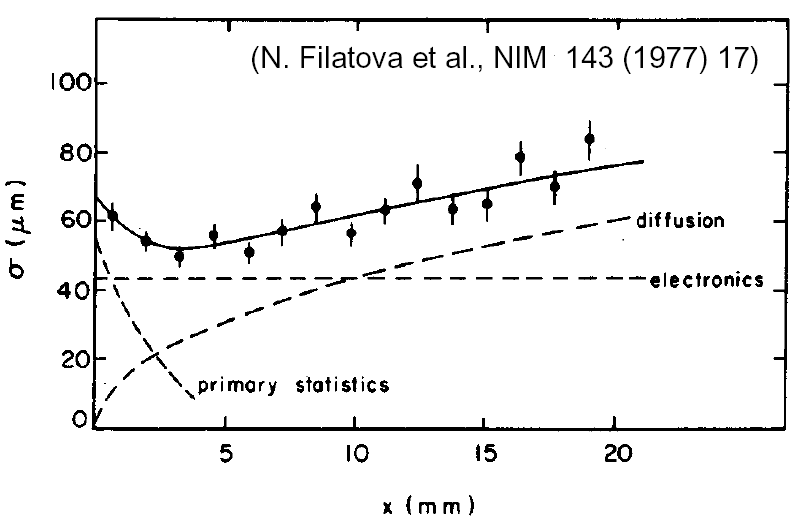 (N. Filatova et al., NIM 143 (1977) 17)
100
80
60
40
20
0
σ (μm)
diffusion
electronics
primary statistics
5
10
15
20
x (mm)